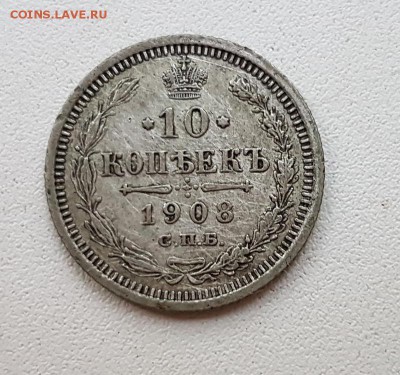 COINS.LAVE.RU
*10*
КОПѢЕКЪ
1908
С.П.Б.